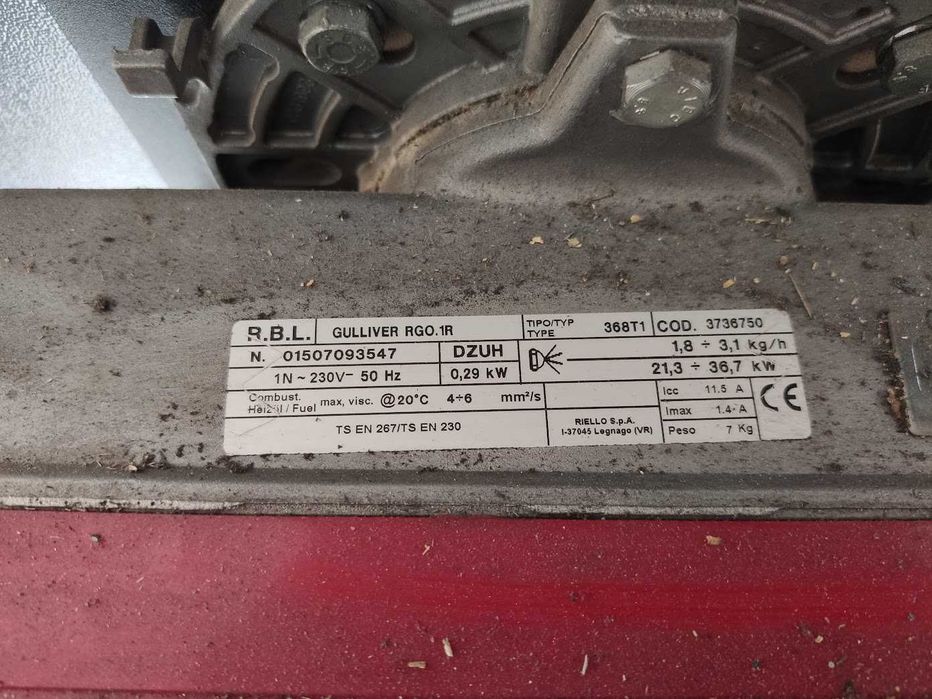 R.B.L. GULLIVER RGO.1R TIPO/TYP TYPE 368T1 COD. 3736750
N. 01507093547 DZUH 1,8 ÷ 3,1 kg/h
1N ~ 230V~ 50 Hz 0,29 kW 21,3 ÷ 36,7 kW
Combust. Heizöl / Fuel max, visc. @20°C 4÷6 mm²/s Icc 11.5 A CE
RIELLO S.p.A. Imax 1.4 A
TS EN 267/TS EN 230 I-37045 Legnago (VR) Peso 7 Kg